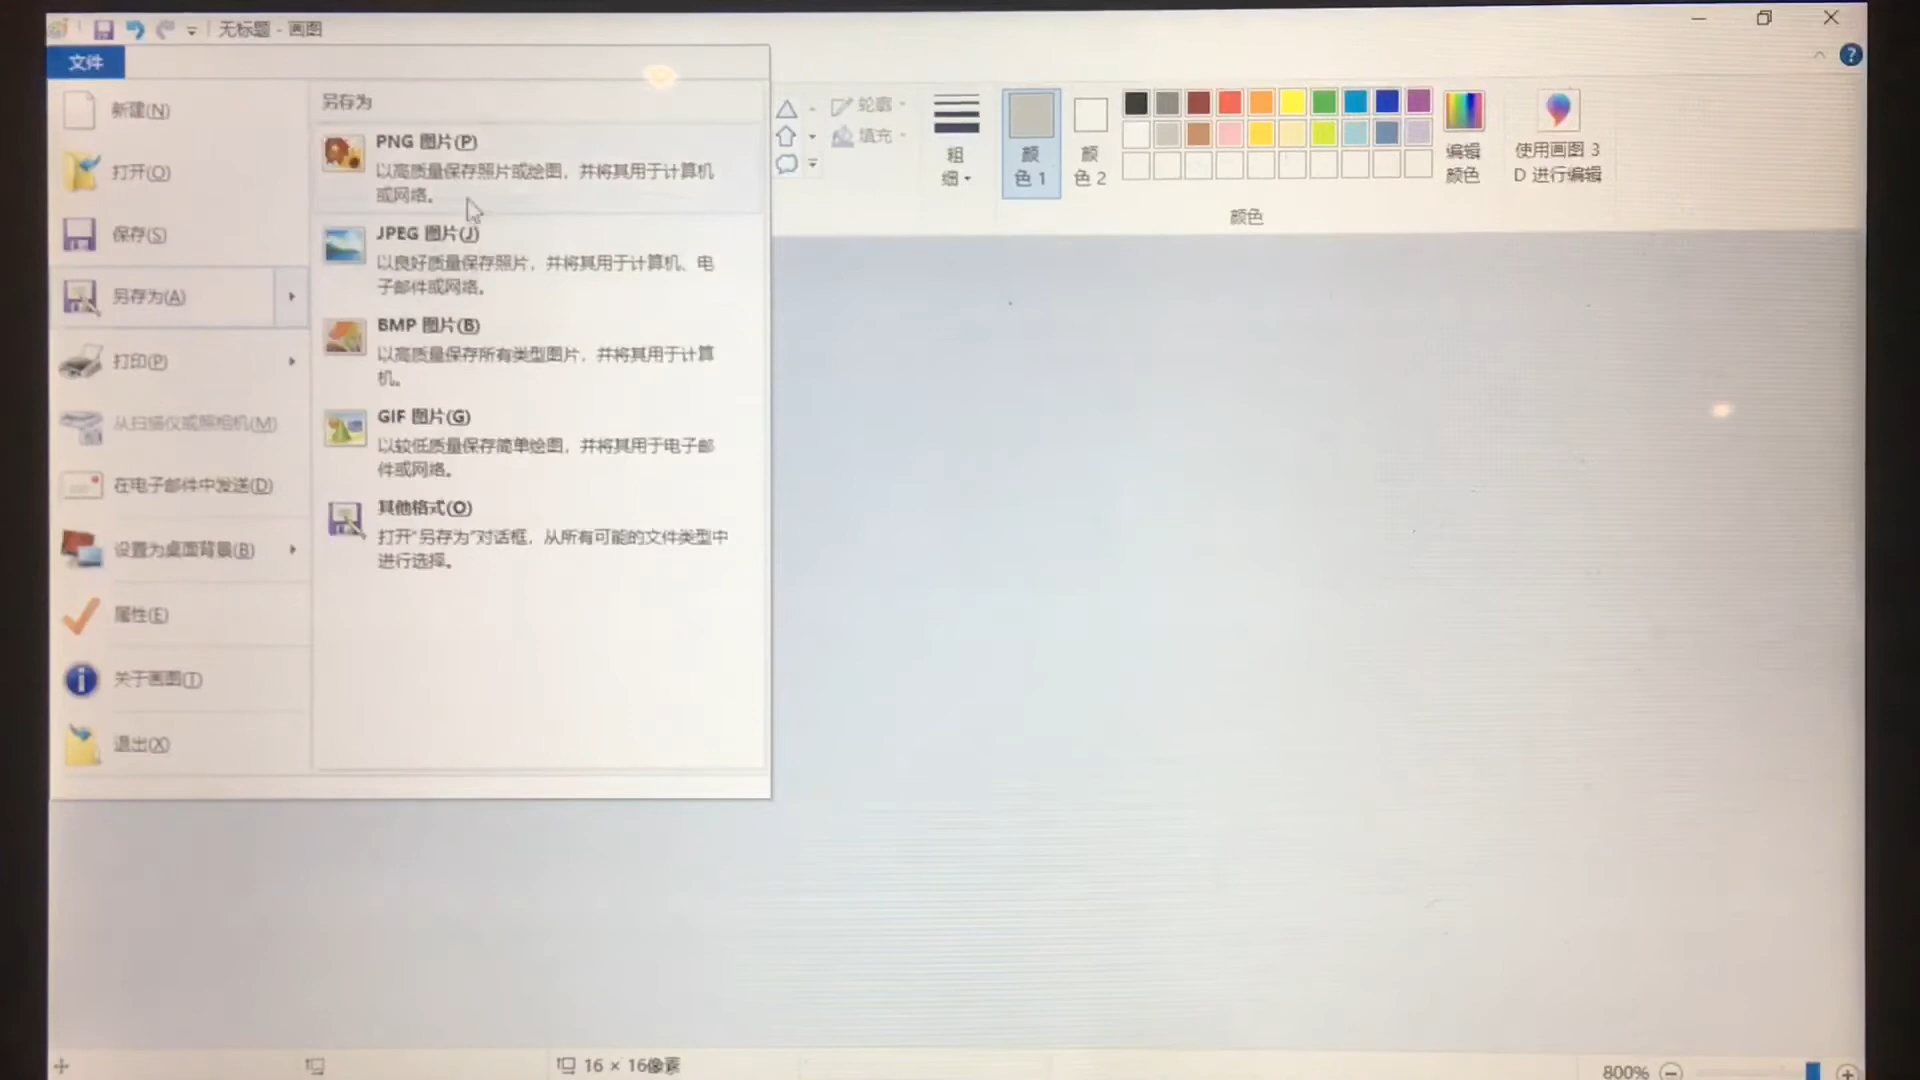 无标题 - 画图
文件
新建(N)
打开(O)
保存(S)
另存为(A)
打印(P)
从扫描仪或照相机(M)
在电子邮件中发送(D)
设置为桌面背景(B)
属性(E)
关于画图(T)
退出(X)
另存为
PNG 图片(P)
以高质量保存照片或绘图，并将其用于计算机
或网络。
JPEG 图片(J)
以良好质量保存照片，并将其用于计算机、电
子邮件或网络。
BMP 图片(B)
以高质量保存所有类型图片，并将其用于计算
机。
GIF 图片(G)
以较低质量保存简单绘图，并将其用于电子邮
件或网络。
其他格式(O)
打开“另存为”对话框，从所有可能的文件类型中
进行选择。
轮廓
填充
粗
细
颜
色 1
颜
色 2
编辑
颜色
使用画图 3
D 进行编辑
颜色
16 × 16像素
800%